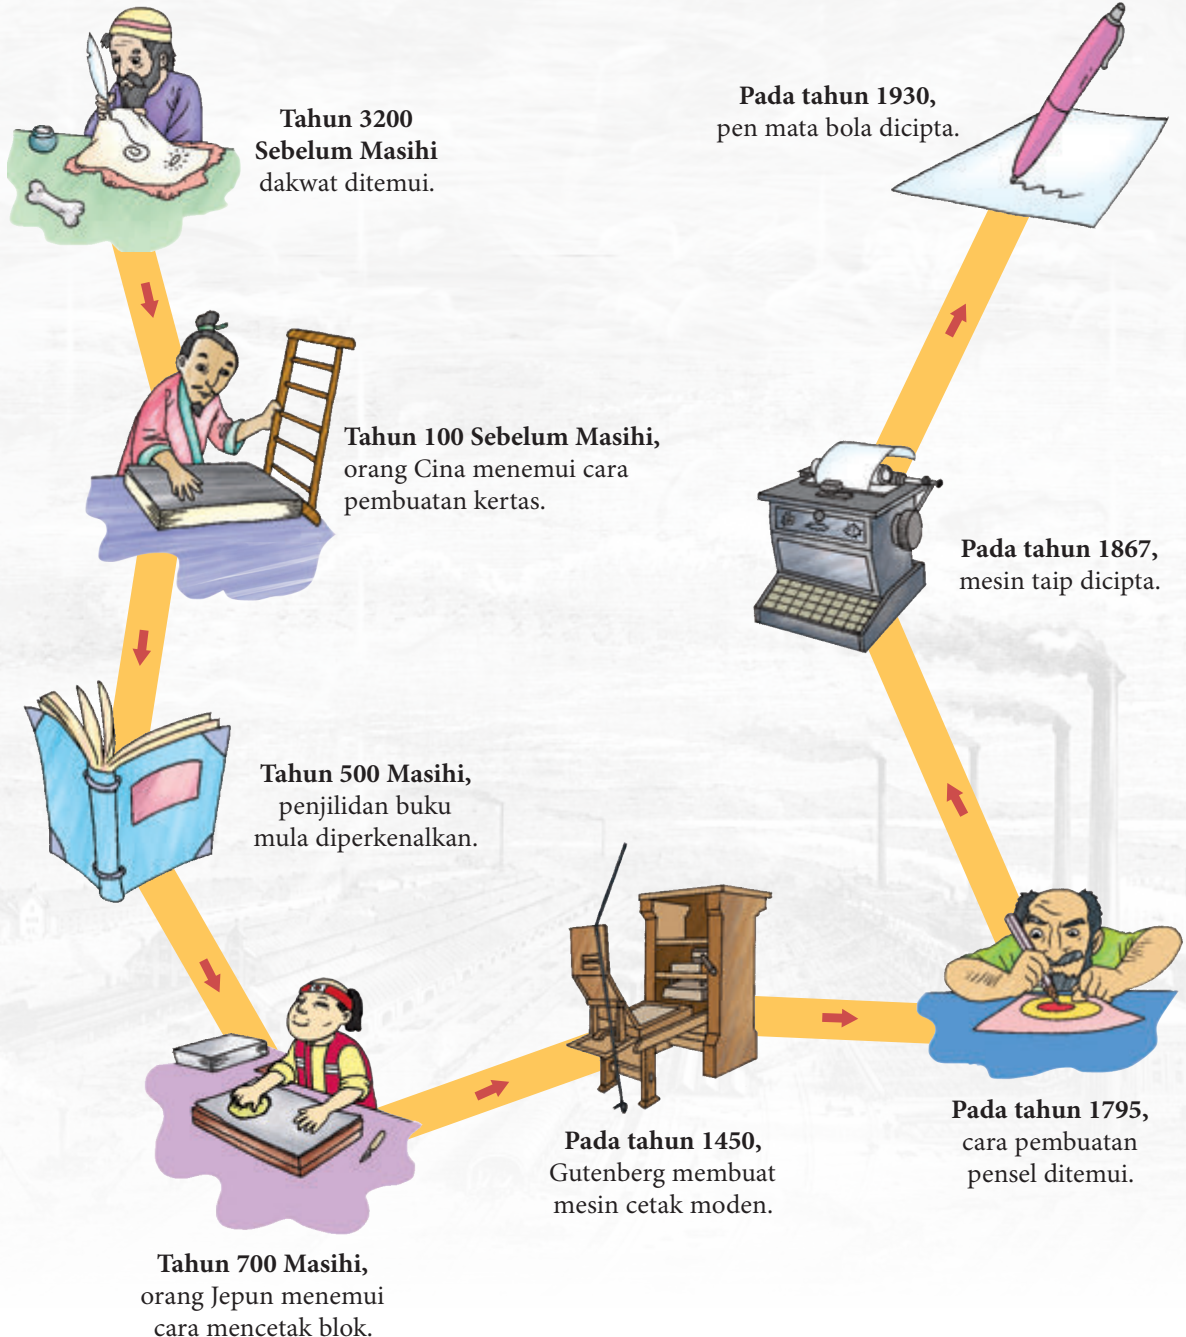 Tahun 3200
Sebelum Masihi
dakwat ditemui.
Tahun 100 Sebelum Masihi,
orang Cina menemui cara
pembuatan kertas.
Tahun 500 Masihi,
penjilidan buku
mula diperkenalkan.
Tahun 700 Masihi,
orang Jepun menemui
cara mencetak blok.
Pada tahun 1450,
Gutenberg membuat
mesin cetak moden.
Pada tahun 1795,
cara pembuatan
pensel ditemui.
Pada tahun 1867,
mesin taip dicipta.
Pada tahun 1930,
pen mata bola dicipta.